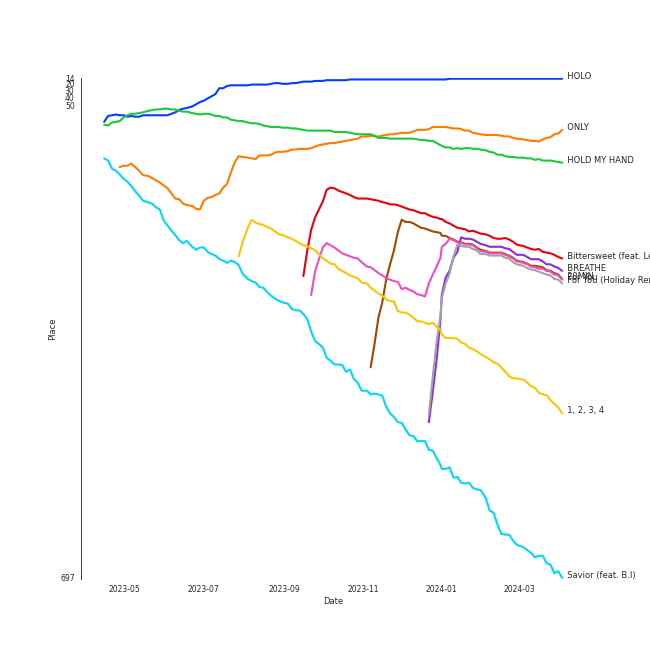 14
20
30
40
50
HOLO
ONLY
HOLD MY HAND
Bittersweet (feat. Le
BREATHE
For You (Holiday Re
1, 2, 3, 4
Place
697
Savior (feat. B.I)
2023-05
2023-07
2023-09
2023-11
2024-01
2024-03
Date